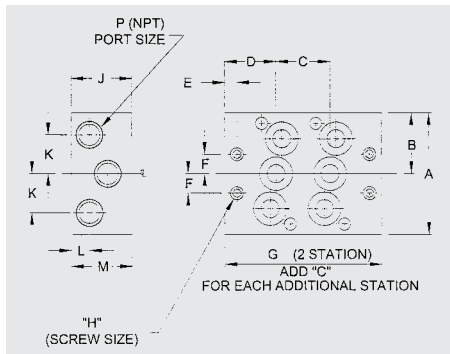 P (NPT)
PORT SIZE
J
D
C
E
B
A
K
F
K
F
L
M
G (2 STATION)
ADD "C"
FOR EACH ADDITIONAL STATION
"H"
(SCREW SIZE)